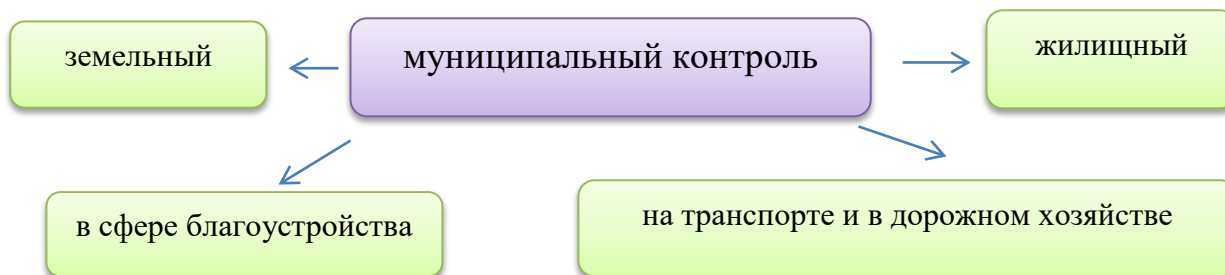 земельный
муниципальный контроль
жилищный
в сфере благоустройства
на транспорте и в дорожном хозяйстве